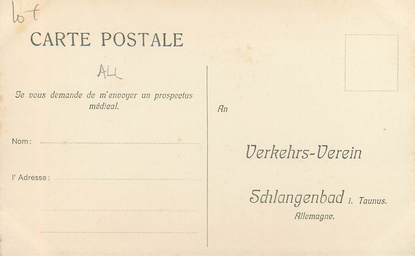 Lot
CARTE POSTALE
ALL
Je vous demande de m'envoyer un prospectus
médical.
Nom:
l'Adresse:
An
Verkehrs-Verein
Schlangenbad i. Taunus.
Allemagne.